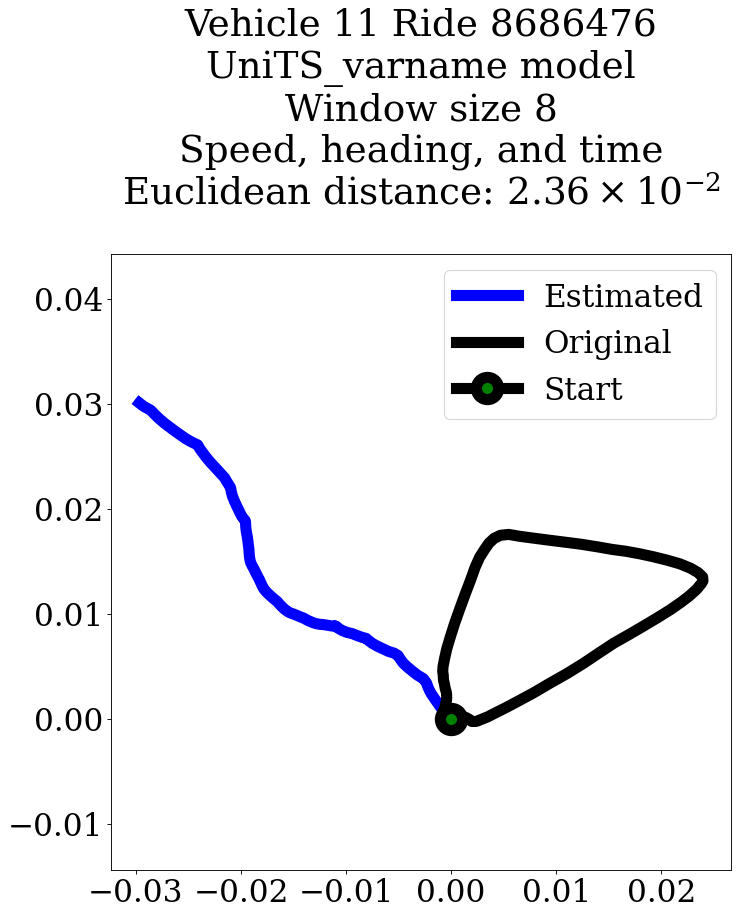 Vehicle 11 Ride 8686476
UniTS_varname model
Window size 8
Speed, heading, and time
Euclidean distance: 2.36 × 10⁻²
Estimated
Original
Start
0.04
0.03
0.02
0.01
0.00
−0.01
−0.03 −0.02 −0.01 0.00 0.01 0.02